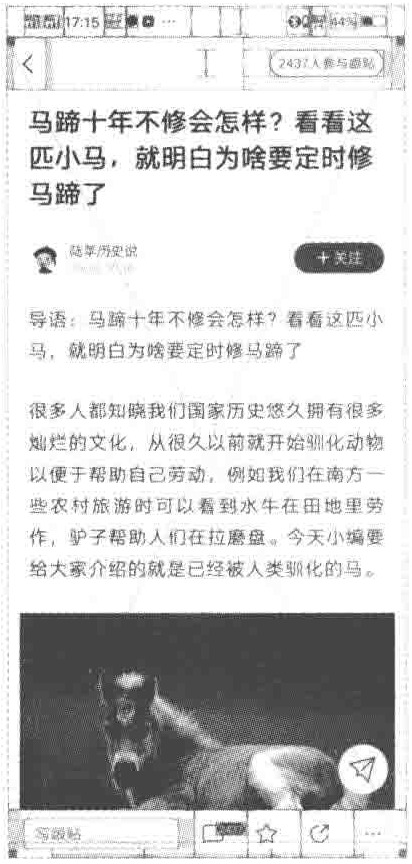 17:15
44%
2437人参与跟贴
马蹄十年不修会怎样？看看这
匹小马，就明白为啥要定时修
马蹄了
陆苹历史说
+ 关注
导语：马蹄十年不修会怎样？看看这匹小
马，就明白为啥要定时修马蹄了
很多人都知晓我们国家历史悠久拥有很多
灿烂的文化，从很久以前就开始驯化动物
以便于帮助自己劳动，例如我们在南方一
些农村旅游时可以看到水牛在田地里劳
作，驴子帮助人们在拉磨盘。今天小编要
给大家介绍的就是已经被人类驯化的马。
写跟贴